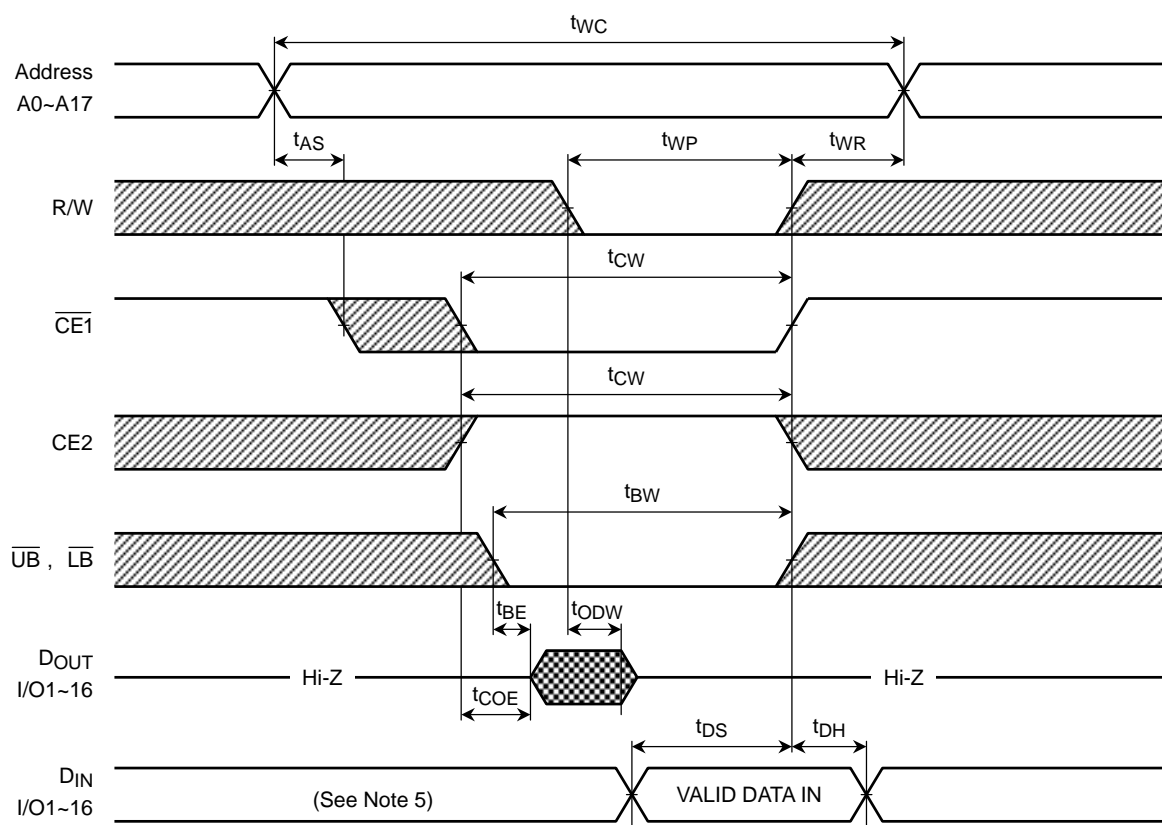 tWC
Address
A0~A17
tAS
tWP
tWR
R/W
tCW
CE1
tCW
CE2
tBW
UB , LB
tBE
tODW
DOUT
I/O1~16
Hi-Z
Hi-Z
tCOE
tDS
tDH
DIN
I/O1~16
(See Note 5)
VALID DATA IN